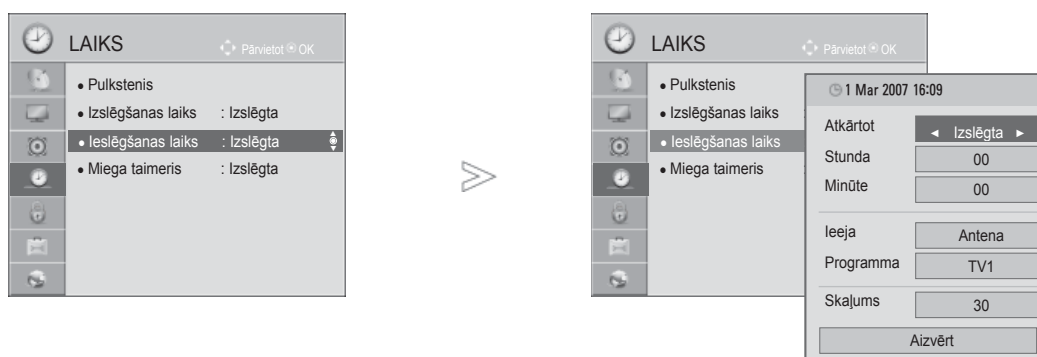 LAIKS Pārvietot OK
• Pulkstenis
• Izslēgšanas laiks : Izslēgta
• Ieslēgšanas laiks : Izslēgta
• Miega taimeris : Izslēgta
LAIKS Pārvietot OK
• Pulkstenis
• Izslēgšanas laiks
• Ieslēgšanas laiks
• Miega taimeris
1 Mar 2007 16:09
Atkārtot ◄ Izslēgta ►
Stunda 00
Minūte 00
Ieeja Antena
Programma TV1
Skaļums 30
Aizvērt